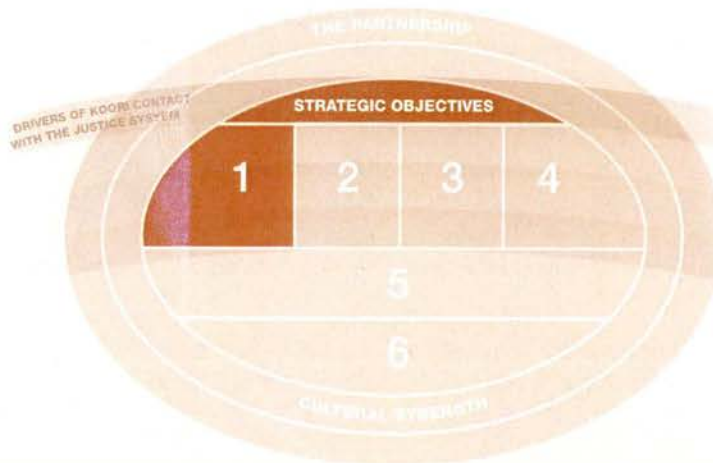 THE PARTNERSHIP
DRIVERS OF KOORI CONTACT
WITH THE JUSTICE SYSTEM
STRATEGIC OBJECTIVES
1 2 3 4
5
6
CULTURAL STRENGTH